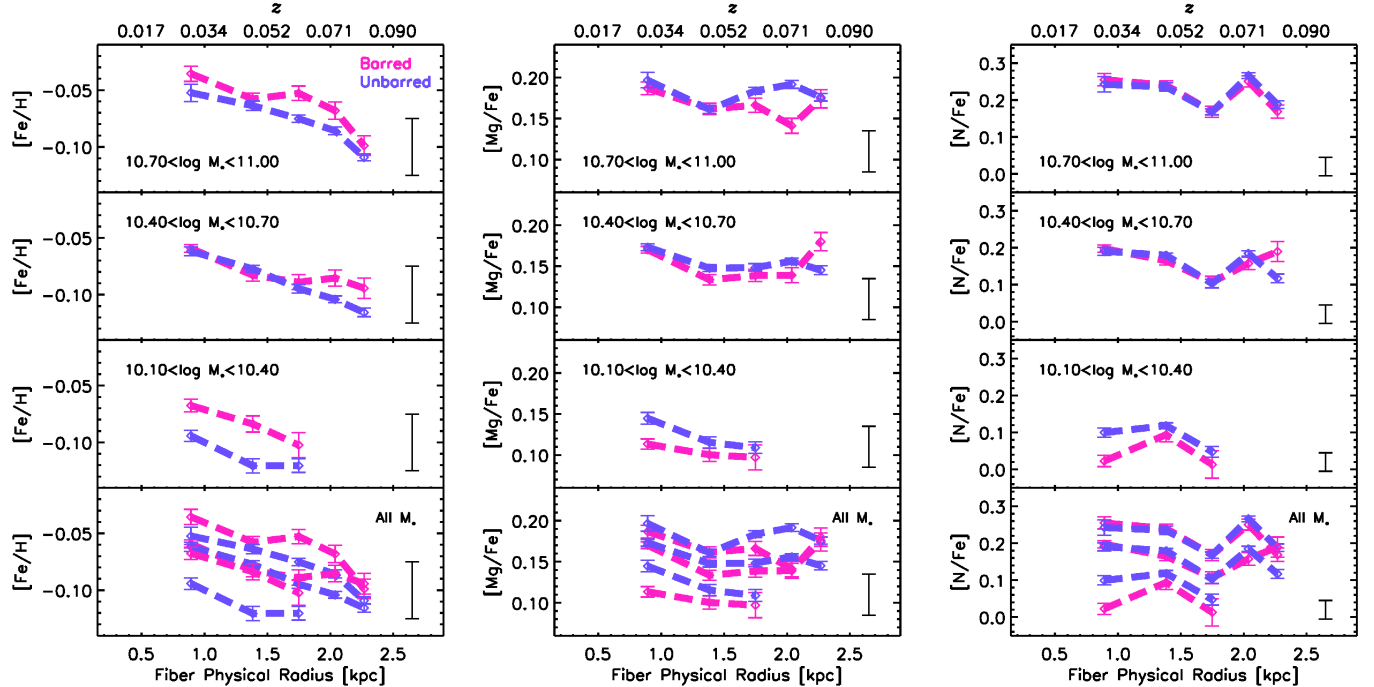 z z z
0.017 0.034 0.052 0.071 0.090 0.017 0.034 0.052 0.071 0.090 0.017 0.034 0.052 0.071 0.090
Barred
Unbarred
[Fe/H] −0.05 −0.10 10.70<log M*<11.00
[Mg/Fe] 0.20 0.15 0.10 10.70<log M*<11.00
[N/Fe] 0.3 0.2 0.1 0.0 10.70<log M*<11.00
[Fe/H] −0.05 −0.10 10.40<log M*<10.70
[Mg/Fe] 0.20 0.15 0.10 10.40<log M*<10.70
[N/Fe] 0.3 0.2 0.1 0.0 10.40<log M*<10.70
[Fe/H] −0.05 −0.10 10.10<log M*<10.40
[Mg/Fe] 0.20 0.15 0.10 10.10<log M*<10.40
[N/Fe] 0.3 0.2 0.1 0.0 10.10<log M*<10.40
[Fe/H] −0.05 −0.10 All M*
[Mg/Fe] 0.20 0.15 0.10 All M*
[N/Fe] 0.3 0.2 0.1 0.0 All M*
0.5 1.0 1.5 2.0 2.5 0.5 1.0 1.5 2.0 2.5 0.5 1.0 1.5 2.0 2.5
Fiber Physical Radius [kpc] Fiber Physical Radius [kpc] Fiber Physical Radius [kpc]